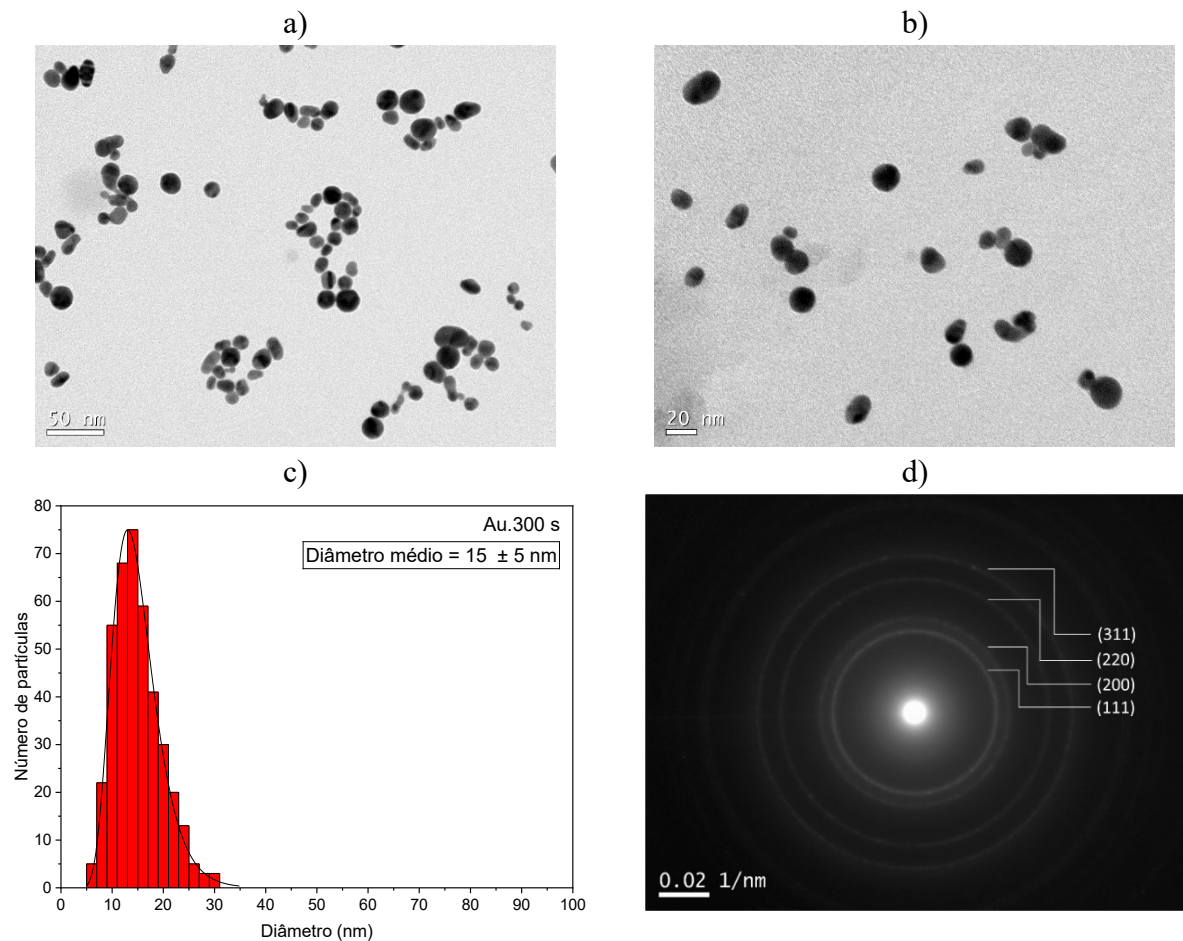 a)
b)
50 nm
20 nm
c)
d)
80
70
60
50
40
30
20
10
0
Número de partículas
Au.300 s
Diâmetro médio = 15 ± 5 nm
0 10 20 30 40 50 60 70 80 90 100
Diâmetro (nm)
(311)
(220)
(200)
(111)
0.02 1/nm